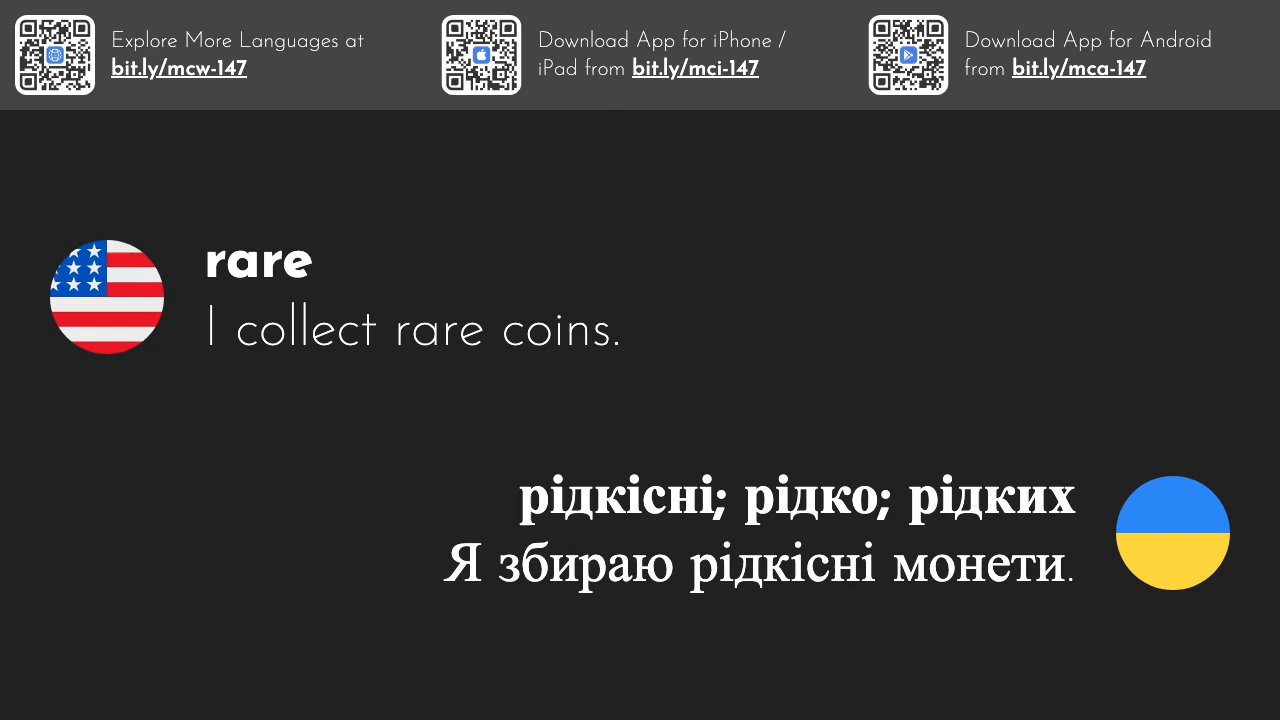 Explore More Languages at
bit.ly/mcw-147
Download App for iPhone /
iPad from bit.ly/mci-147
Download App for Android
from bit.ly/mca-147
rare
I collect rare coins.
рідкісні; рідко; рідких
Я збираю рідкісні монети.